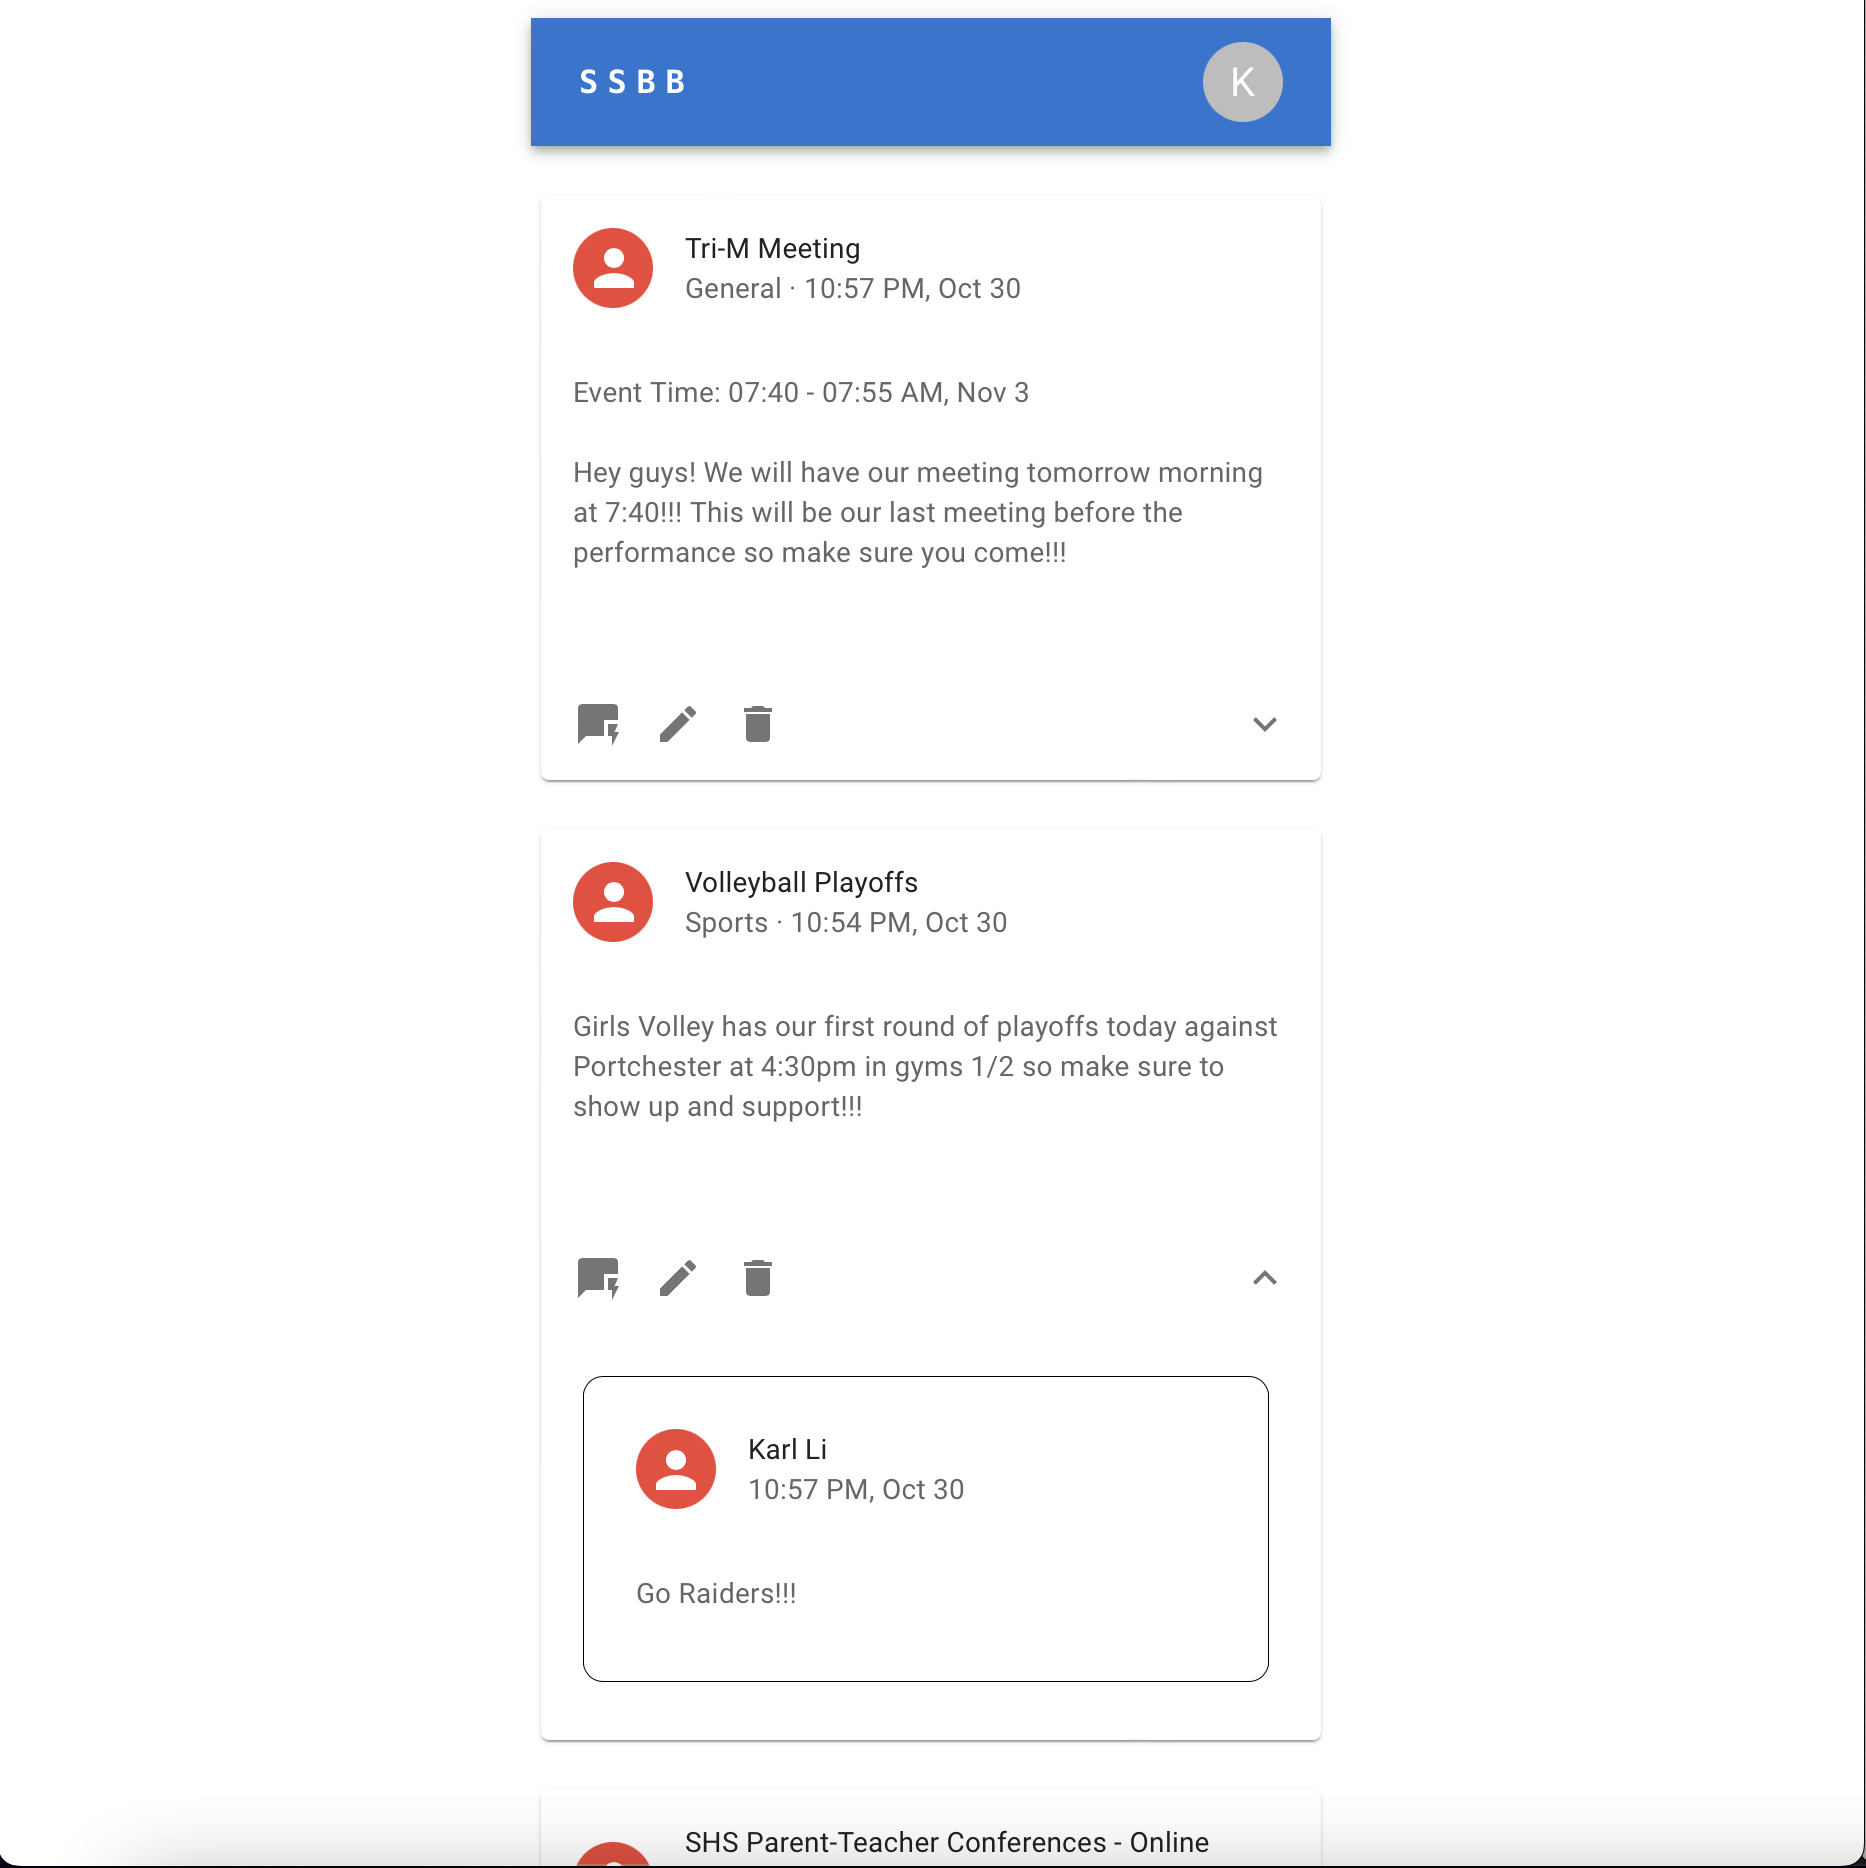 SSBB
K
Tri-M Meeting
General · 10:57 PM, Oct 30
Event Time: 07:40 - 07:55 AM, Nov 3
Hey guys! We will have our meeting tomorrow morning
at 7:40!!! This will be our last meeting before the
performance so make sure you come!!!
Volleyball Playoffs
Sports · 10:54 PM, Oct 30
Girls Volley has our first round of playoffs today against
Portchester at 4:30pm in gyms 1/2 so make sure to
show up and support!!!
Karl Li
10:57 PM, Oct 30
Go Raiders!!!
SHS Parent-Teacher Conferences - Online